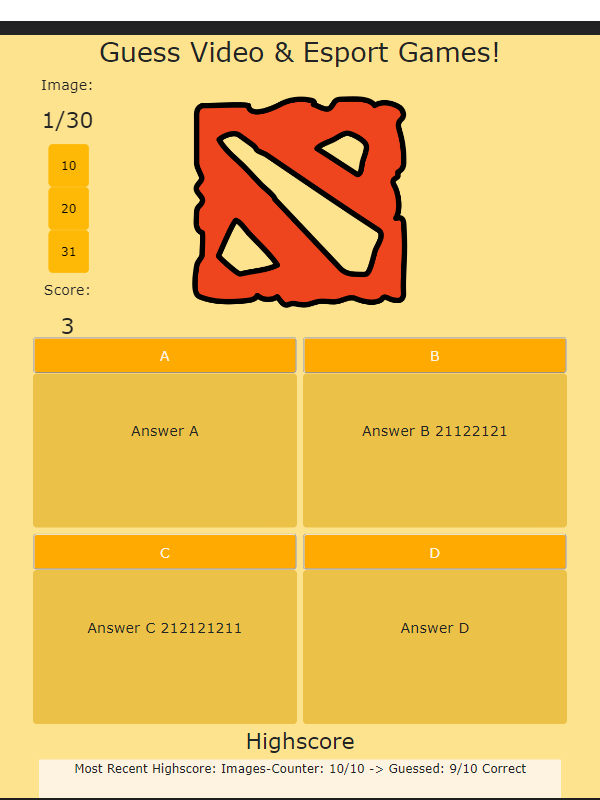 Guess Video & Esport Games!
Image:
1/30
10
20
31
Score:
3
A
B
Answer A
Answer B 21122121
C
D
Answer C 212121211
Answer D
Highscore
Most Recent Highscore: Images-Counter: 10/10 -> Guessed: 9/10 Correct